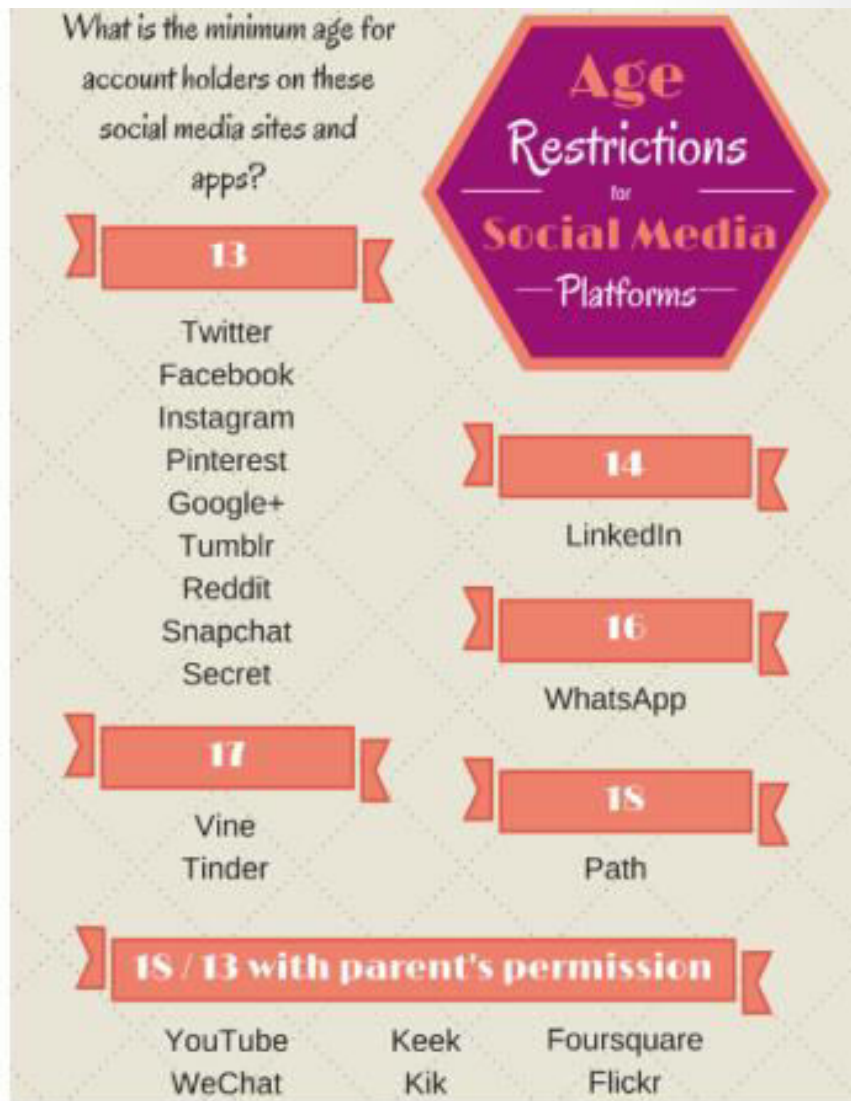 What is the minimum age for
account holders on these
social media sites and
apps?
Age
Restrictions
for
Social Media
Platforms
13
Twitter
Facebook
Instagram
Pinterest
Google+
Tumblr
Reddit
Snapchat
Secret
14
LinkedIn
16
WhatsApp
17
Vine
Tinder
18
Path
18 / 13 with parent's permission
YouTube Keek Foursquare
WeChat Kik Flickr